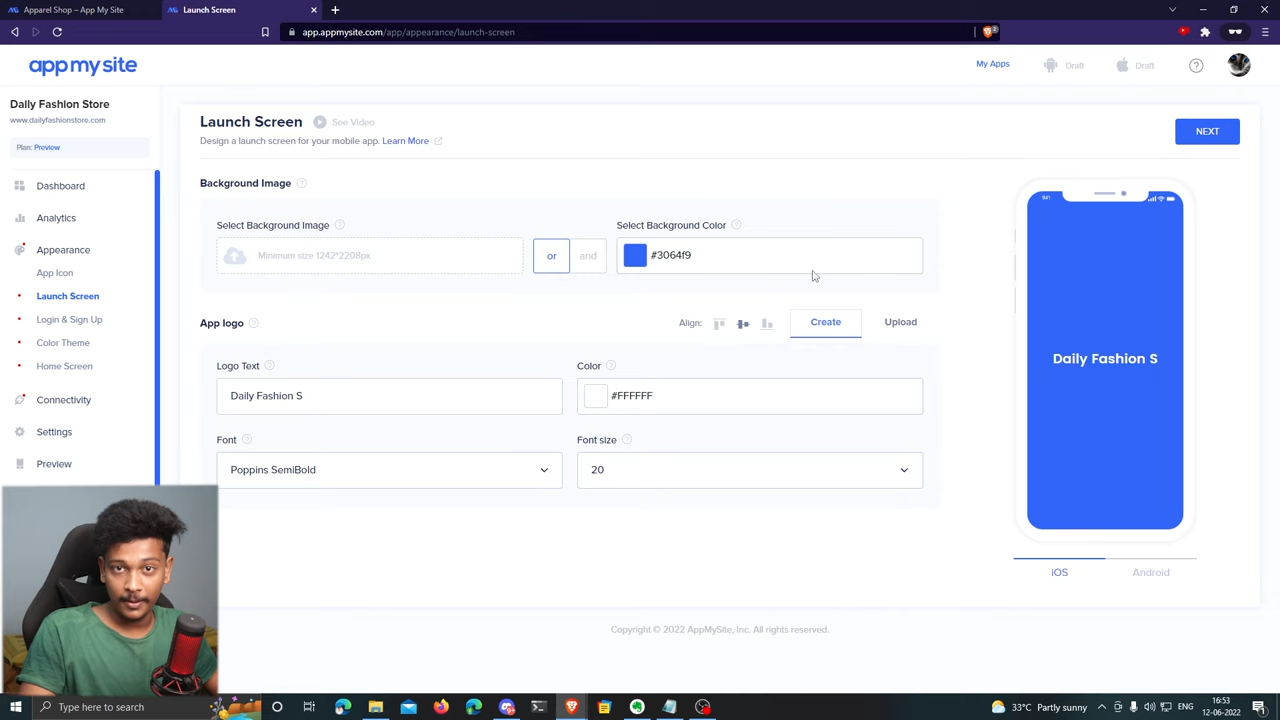 Apparel Shop – App My Site
Launch Screen
app.appmysite.com/app/appearance/launch-screen
app my site
My Apps
Draft
Draft
Daily Fashion Store
www.dailyfashionstore.com
Plan: Preview
Dashboard
Analytics
Appearance
App Icon
Launch Screen
Login & Sign Up
Color Theme
Home Screen
Connectivity
Settings
Preview
Launch Screen
See Video
Design a launch screen for your mobile app. Learn More
NEXT
Background Image
Select Background Image
Minimum size 1242*2208px
or
and
Select Background Color
#3064f9
App logo
Align:
Create
Upload
Logo Text
Daily Fashion S
Color
#FFFFFF
Font
Poppins SemiBold
Font size
20
9:41
Daily Fashion S
iOS
Android
Copyright © 2022 AppMySite, Inc. All rights reserved.
33°C Partly sunny
ENG
16:53
12-06-2022